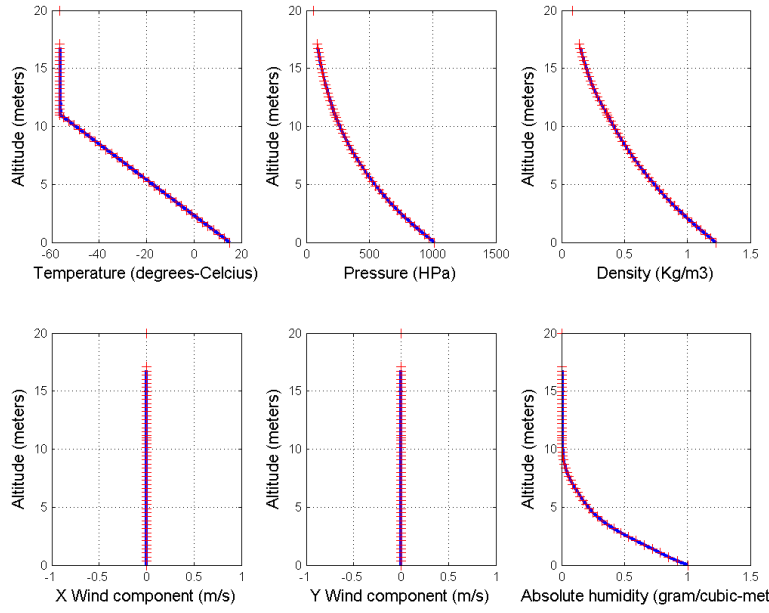 20
15
10
5
0
Altitude (meters)
-60 -40 -20 0 20
Temperature (degrees-Celcius)
20
15
10
5
0
Altitude (meters)
0 500 1000 1500
Pressure (HPa)
20
15
10
5
0
Altitude (meters)
0 0.5 1 1.5
Density (Kg/m3)
20
15
10
5
0
Altitude (meters)
-1 -0.5 0 0.5 1
X Wind component (m/s)
20
15
10
5
0
Altitude (meters)
-1 -0.5 0 0.5 1
Y Wind component (m/s)
20
15
10
5
0
Altitude (meters)
0 0.5 1 1.5
Absolute humidity (gram/cubic-met